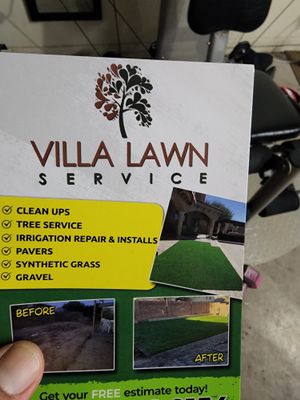 VILLA LAWN
SERVICE
CLEAN UPS
TREE SERVICE
IRRIGATION REPAIR & INSTALLS
PAVERS
SYNTHETIC GRASS
GRAVEL
BEFORE
AFTER
Get your FREE estimate today!